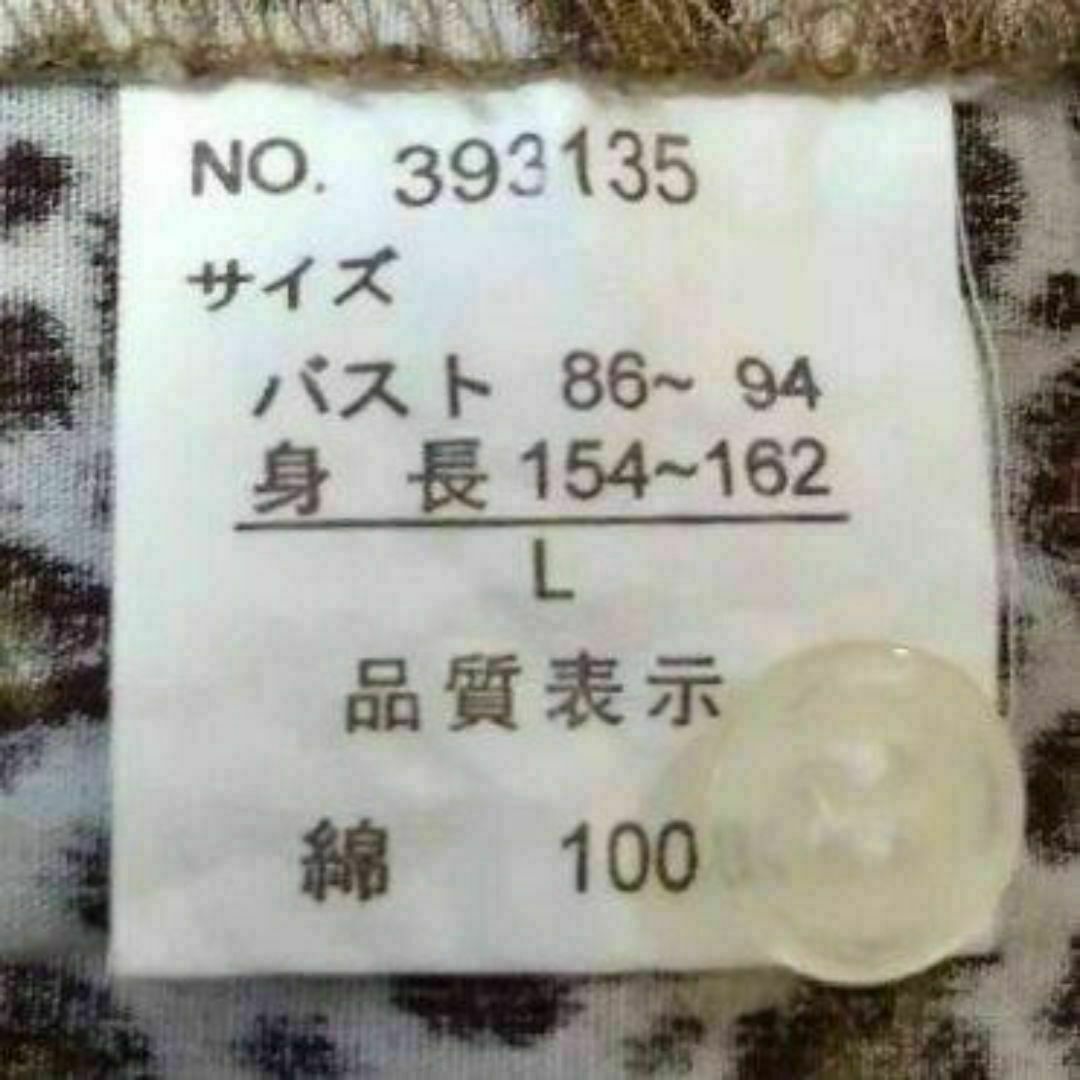 NO. 393135
サイズ
バスト 86~ 94
身 長 154~162
L
品質表示
綿 100